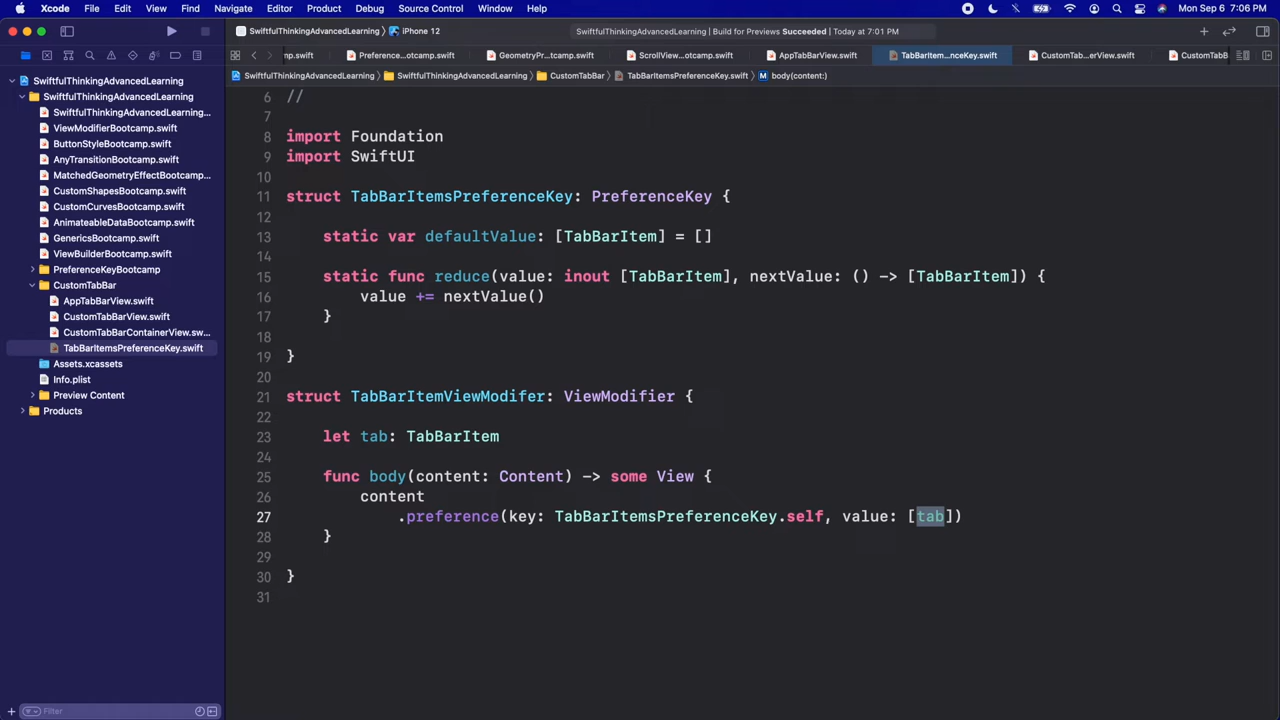 Xcode File Edit View Find Navigate Editor Product Debug Source Control Window Help Mon Sep 6 7:06 PM
SwiftfulThinkingAdvancedLearning iPhone 12 SwiftfulThinkingAdvancedLearning | Build for Previews Succeeded | Today at 7:01 PM
mp.swift Preference...otcamp.swift GeometryPr...tcamp.swift ScrollView...otcamp.swift AppTabBarView.swift TabBarItem...nceKey.swift CustomTab...erView.swift CustomTabB
SwiftfulThinkingAdvancedLearning SwiftfulThinkingAdvancedLearning CustomTabBar TabBarItemsPreferenceKey.swift M body(content:)
SwiftfulThinkingAdvancedLearning
SwiftfulThinkingAdvancedLearning
SwiftfulThinkingAdvancedLearning...
ViewModifierBootcamp.swift
ButtonStyleBootcamp.swift
AnyTransitionBootcamp.swift
MatchedGeometryEffectBootcamp...
CustomShapesBootcamp.swift
CustomCurvesBootcamp.swift
AnimateableDataBootcamp.swift
GenericsBootcamp.swift
ViewBuilderBootcamp.swift
PreferenceKeyBootcamp
CustomTabBar
AppTabBarView.swift
CustomTabBarView.swift
CustomTabBarContainerView.sw...
TabBarItemsPreferenceKey.swift
Assets.xcassets
Info.plist
Preview Content
Products
Filter
6 //
7
8 import Foundation
9 import SwiftUI
10
11 struct TabBarItemsPreferenceKey: PreferenceKey {
12
13 static var defaultValue: [TabBarItem] = []
14
15 static func reduce(value: inout [TabBarItem], nextValue: () -> [TabBarItem]) {
16 value += nextValue()
17 }
18
19 }
20
21 struct TabBarItemViewModifer: ViewModifier {
22
23 let tab: TabBarItem
24
25 func body(content: Content) -> some View {
26 content
27 .preference(key: TabBarItemsPreferenceKey.self, value: [tab])
28 }
29
30 }
31